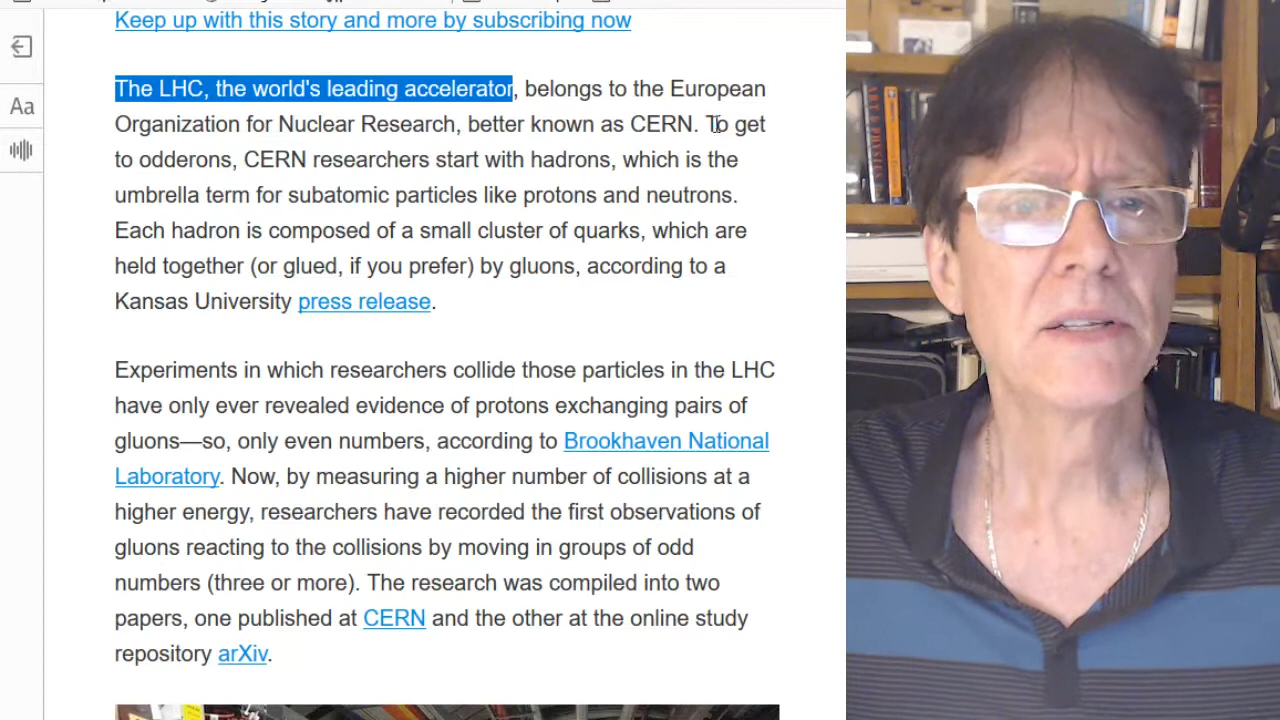 Keep up with this story and more by subscribing now
Aa
The LHC, the world's leading accelerator, belongs to the European
Organization for Nuclear Research, better known as CERN. To get
to odderons, CERN researchers start with hadrons, which is the
umbrella term for subatomic particles like protons and neutrons.
Each hadron is composed of a small cluster of quarks, which are
held together (or glued, if you prefer) by gluons, according to a
Kansas University press release.
Experiments in which researchers collide those particles in the LHC
have only ever revealed evidence of protons exchanging pairs of
gluons—so, only even numbers, according to Brookhaven National
Laboratory. Now, by measuring a higher number of collisions at a
higher energy, researchers have recorded the first observations of
gluons reacting to the collisions by moving in groups of odd
numbers (three or more). The research was compiled into two
papers, one published at CERN and the other at the online study
repository arXiv.
ART & PHYSICS